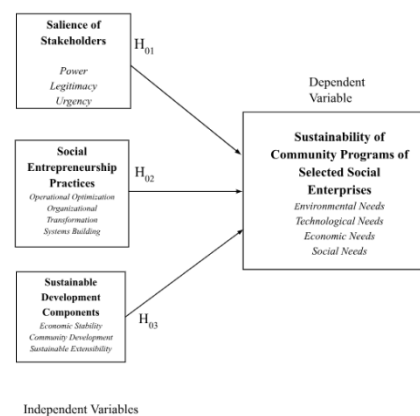 Salience of
Stakeholders
Power
Legitimacy
Urgency
H01
Dependent
Variable
Social
Entrepreneurship
Practices
Operational Optimization
Organizational
Transformation
Systems Building
H02
Sustainability of
Community Programs of
Selected Social
Enterprises
Environmental Needs
Technological Needs
Economic Needs
Social Needs
Sustainable
Development
Components
Economic Stability
Community Development
Sustainable Extensibility
H03
Independent Variables